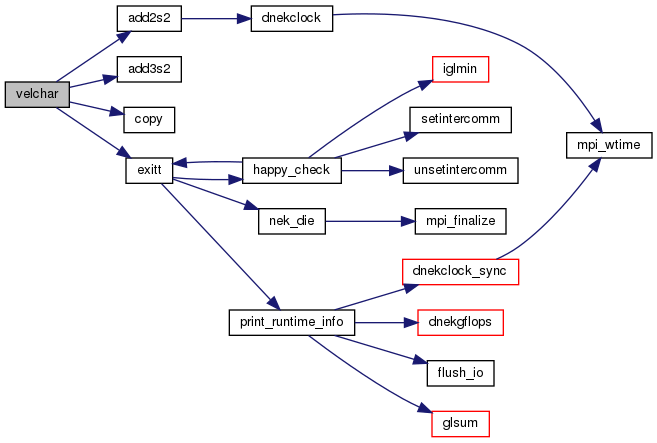 velchar
add2s2
add3s2
copy
exitt
dnekclock
happy_check
nek_die
print_runtime_info
iglmin
setintercomm
unsetintercomm
mpi_finalize
dnekclock_sync
dnekgflops
flush_io
glsum
mpi_wtime